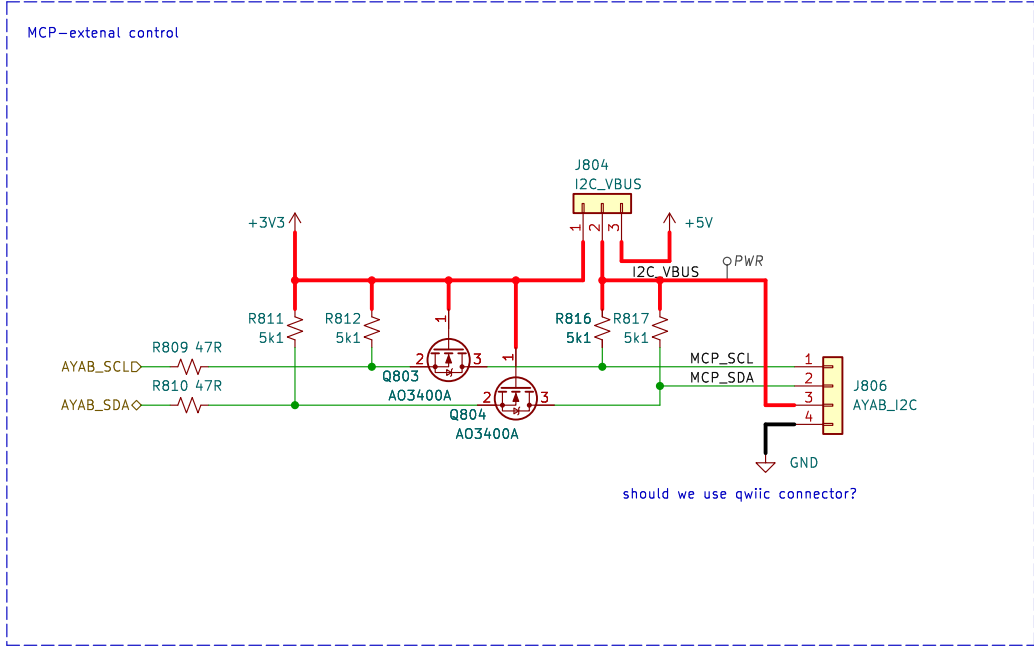 MCP-extenal control
J804
I2C_VBUS
+3V3
1
2
3
+5V
I2C_VBUS
PWR
R811
5k1
R812
5k1
1
R816
5k1
R817
5k1
R809 47R
AYAB_SCL
2
3
1
MCP_SCL
1
R810 47R
Q803
AO3400A
MCP_SDA
2
J806
AYAB_SDA
2
3
3
AYAB_I2C
Q804
4
AO3400A
GND
should we use qwiic connector?